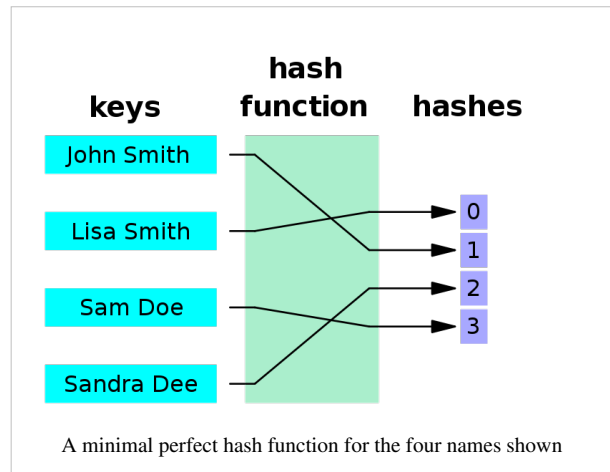 hash
keys function hashes
John Smith
0
Lisa Smith
1
2
Sam Doe
3
Sandra Dee
A minimal perfect hash function for the four names shown